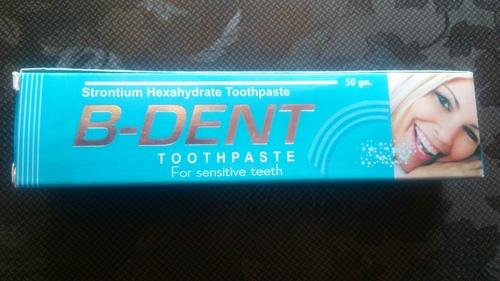 Strontium Hexahydrate Toothpaste
50 gm.
B-DENT
TOOTHPASTE
For sensitive teeth